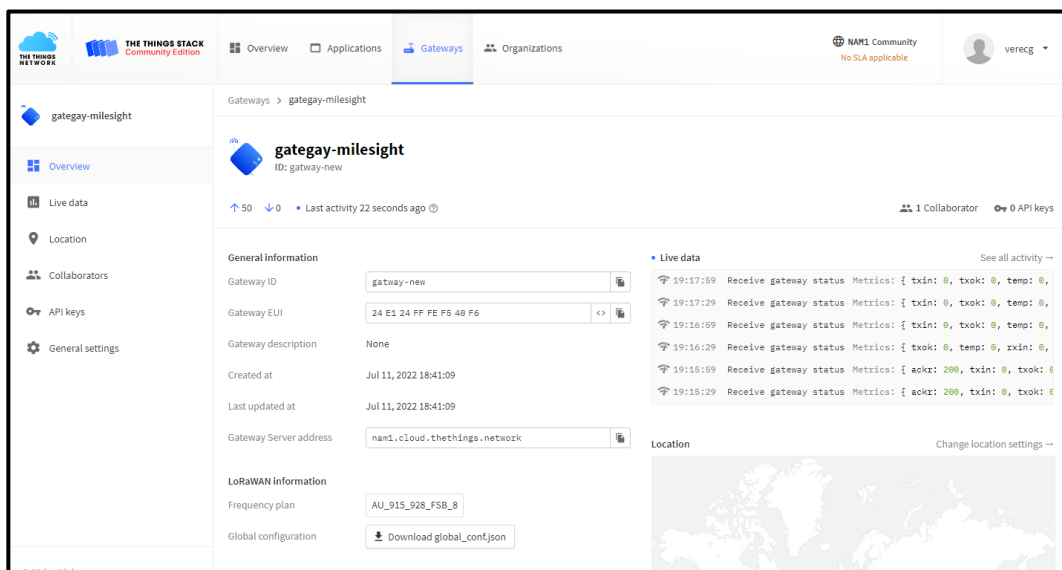 THE THINGS
NETWORK
THE THINGS STACK
Community Edition
Overview
Applications
Gateways
Organizations
NAM1 Community
No SLA applicable
verecg
gategay-milesight
Overview
Live data
Location
Collaborators
API keys
General settings
Gateways > gategay-milesight
gategay-milesight
ID: gatway-new
↑ 50 ↓ 0 • Last activity 22 seconds ago
1 Collaborator 0 API keys
General information
Gateway ID gatway-new
Gateway EUI 24 E1 24 FF FE F5 40 F6
Gateway description None
Created at Jul 11, 2022 18:41:09
Last updated at Jul 11, 2022 18:41:09
Gateway Server address nam1.cloud.thethings.network
LoRaWAN information
Frequency plan AU_915_928_FSB_8
Global configuration Download global_conf.json
• Live data See all activity →
19:17:59 Receive gateway status Metrics: { txin: 0, txok: 0, temp: 0,
19:17:29 Receive gateway status Metrics: { txin: 0, txok: 0, temp: 0,
19:16:59 Receive gateway status Metrics: { txin: 0, txok: 0, temp: 0,
19:16:29 Receive gateway status Metrics: { txok: 0, temp: 0, rxin: 0,
19:15:59 Receive gateway status Metrics: { ackr: 200, txin: 0, txok: 0
19:15:29 Receive gateway status Metrics: { ackr: 200, txin: 0, txok: 0
Location Change location settings →